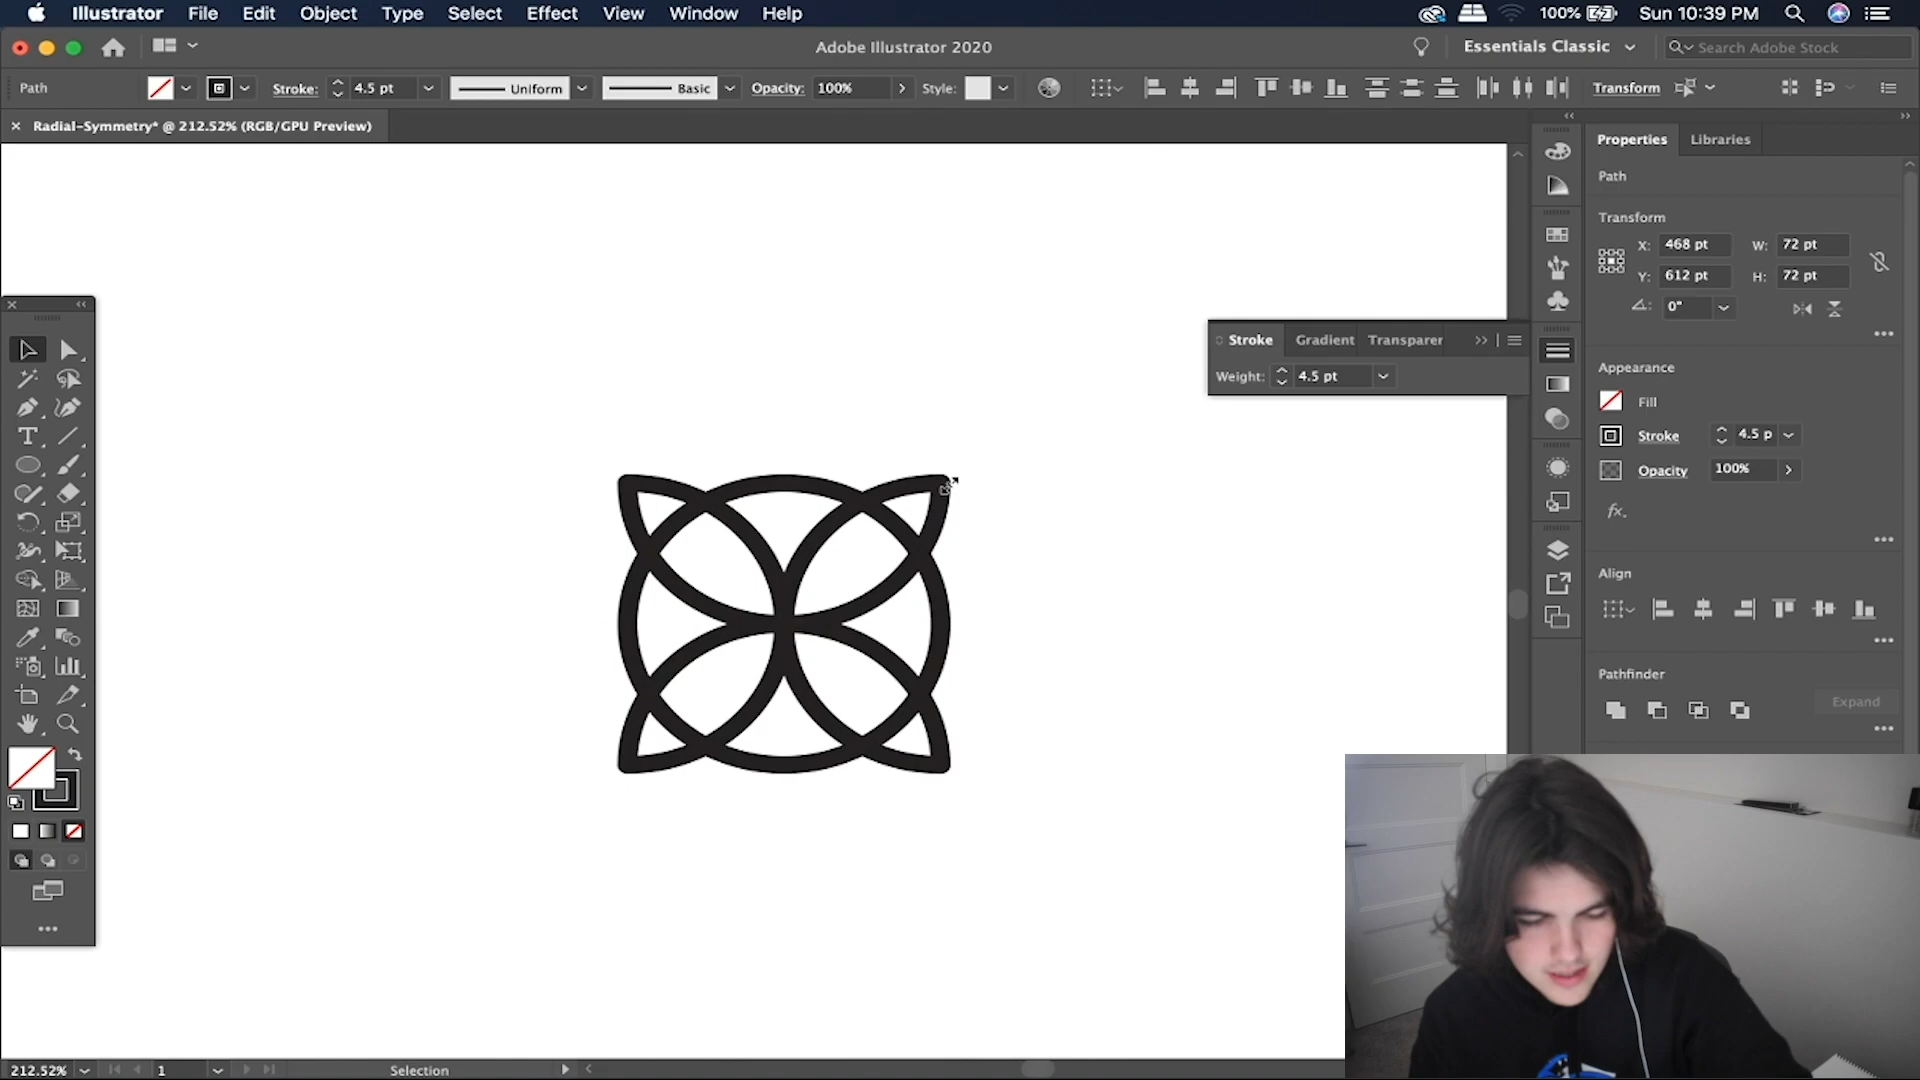 Illustrator File Edit Object Type Select Effect View Window Help 100% Sun 10:39 PM
Adobe Illustrator 2020 Essentials Classic Search Adobe Stock
Path Stroke: 4.5 pt Uniform Basic Opacity: 100% Style: Transform
× Radial-Symmetry* @ 212.52% (RGB/GPU Preview)
Properties Libraries
Path
Transform
X: 468 pt W: 72 pt
Y: 612 pt H: 72 pt
0°
Stroke Gradient Transparer
Weight: 4.5 pt
Appearance
Fill
Stroke 4.5 p
Opacity 100%
fx.
Align
Pathfinder
Expand
212.52% 1 Selection